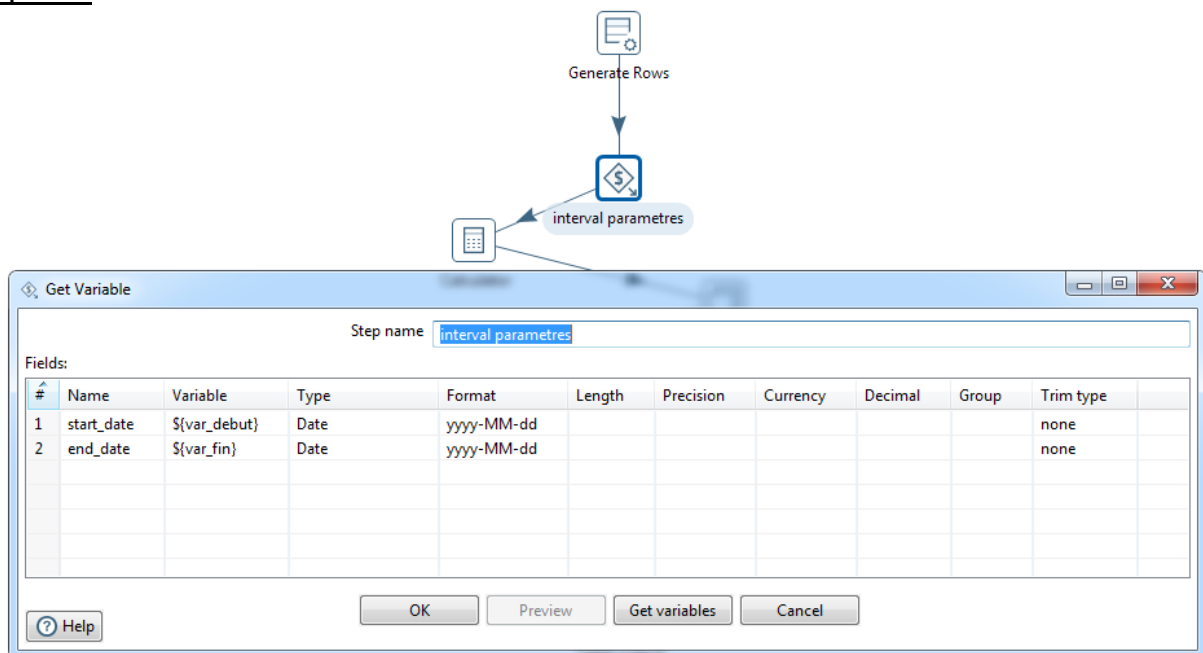 Generate Rows
interval parametres
Get Variable
Step name interval parametres
Fields:
# Name Variable Type Format Length Precision Currency Decimal Group Trim type
1 start_date ${var_debut} Date yyyy-MM-dd none
2 end_date ${var_fin} Date yyyy-MM-dd none
OK Preview Get variables Cancel
Help